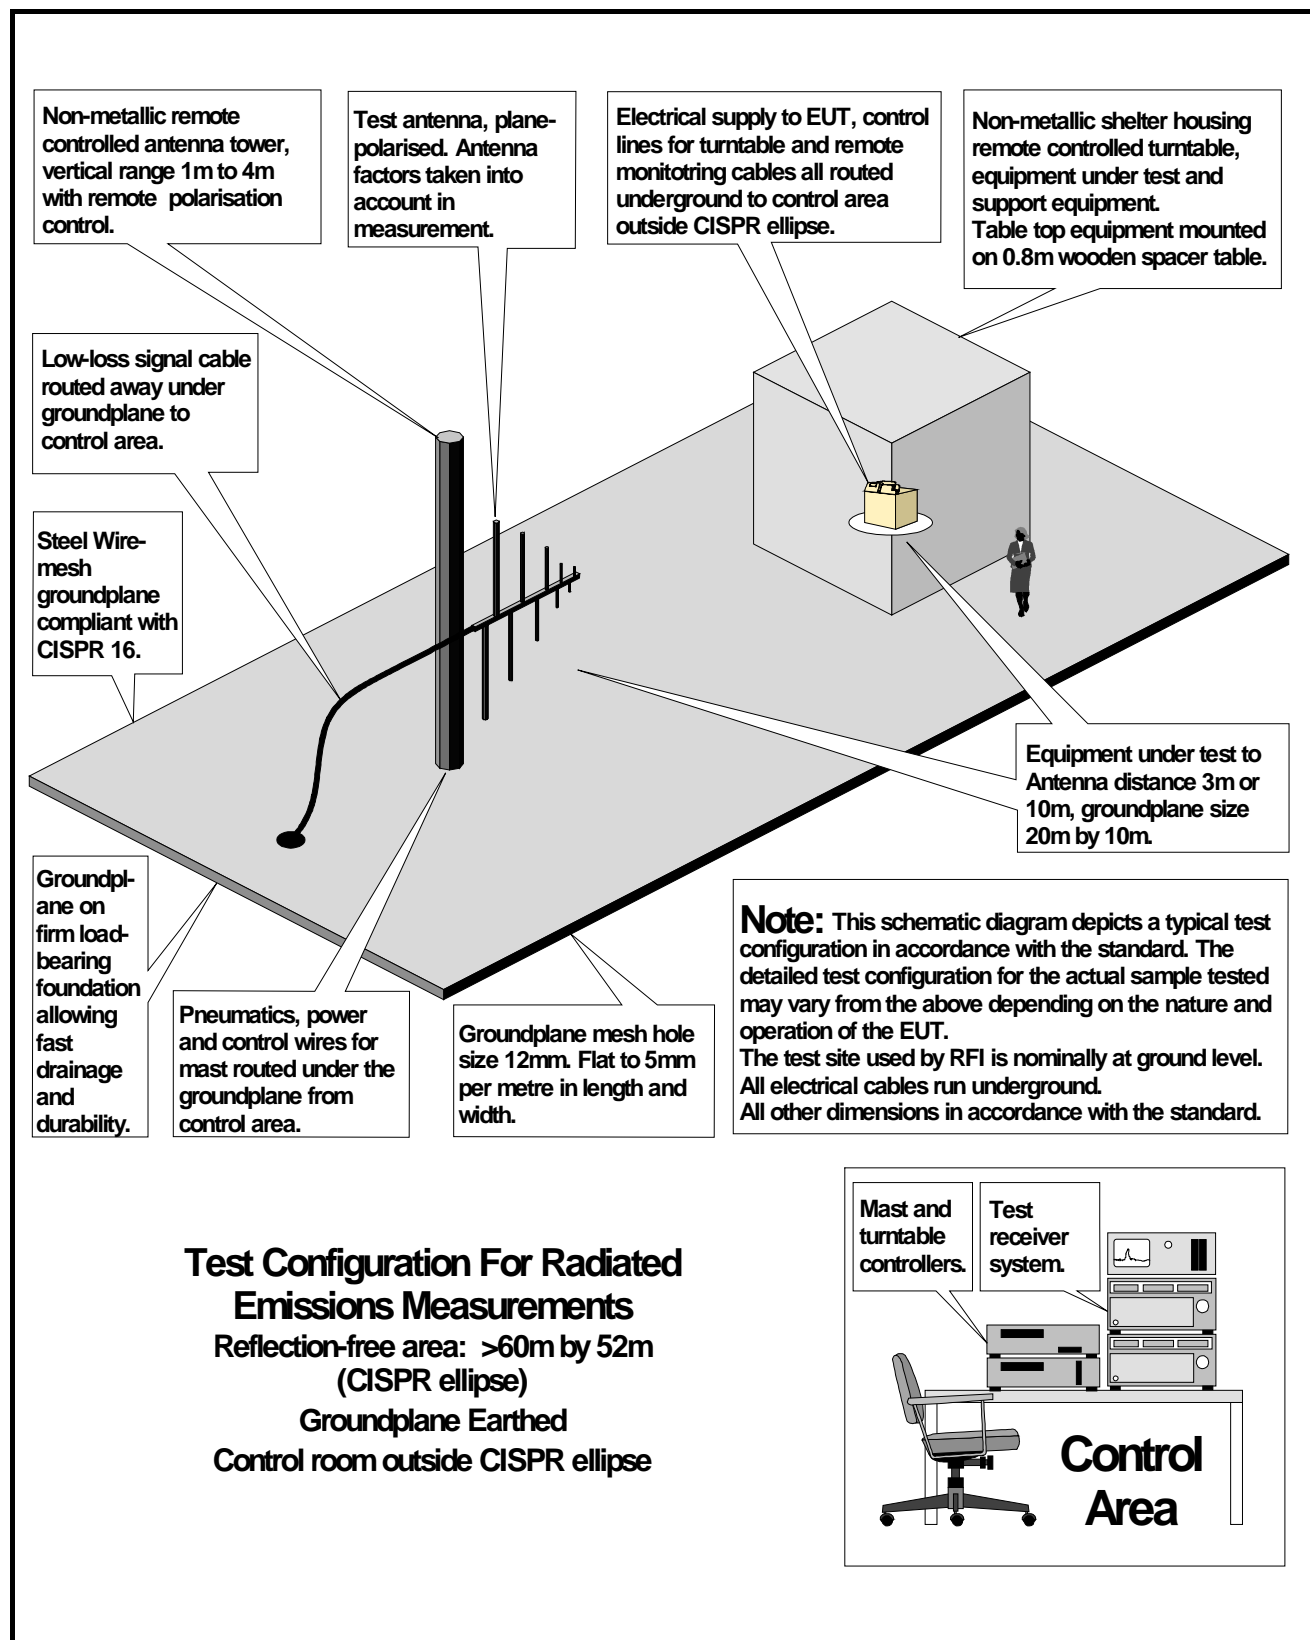 Non-metallic remote
controlled antenna tower,
vertical range 1m to 4m
with remote polarisation
control.
Test antenna, plane-
polarised. Antenna
factors taken into
account in
measurement.
Electrical supply to EUT, control
lines for turntable and remote
monitotring cables all routed
underground to control area
outside CISPR ellipse.
Non-metallic shelter housing
remote controlled turntable,
equipment under test and
support equipment.
Table top equipment mounted
on 0.8m wooden spacer table.
Low-loss signal cable
routed away under
groundplane to
control area.
Steel Wire-
mesh
groundplane
compliant with
CISPR 16.
Equipment under test to
Antenna distance 3m or
10m, groundplane size
20m by 10m.
Groundpl-
ane on
firm load-
bearing
foundation
allowing
fast
drainage
and
durability.
Pneumatics, power
and control wires for
mast routed under the
groundplane from
control area.
Groundplane mesh hole
size 12mm. Flat to 5mm
per metre in length and
width.
Note: This schematic diagram depicts a typical test
configuration in accordance with the standard. The
detailed test configuration for the actual sample tested
may vary from the above depending on the nature and
operation of the EUT.
The test site used by RFI is nominally at ground level.
All electrical cables run underground.
All other dimensions in accordance with the standard.
Test Configuration For Radiated
Emissions Measurements
Reflection-free area: >60m by 52m
(CISPR ellipse)
Groundplane Earthed
Control room outside CISPR ellipse
Mast and
turntable
controllers.
Test
receiver
system.
Control
Area